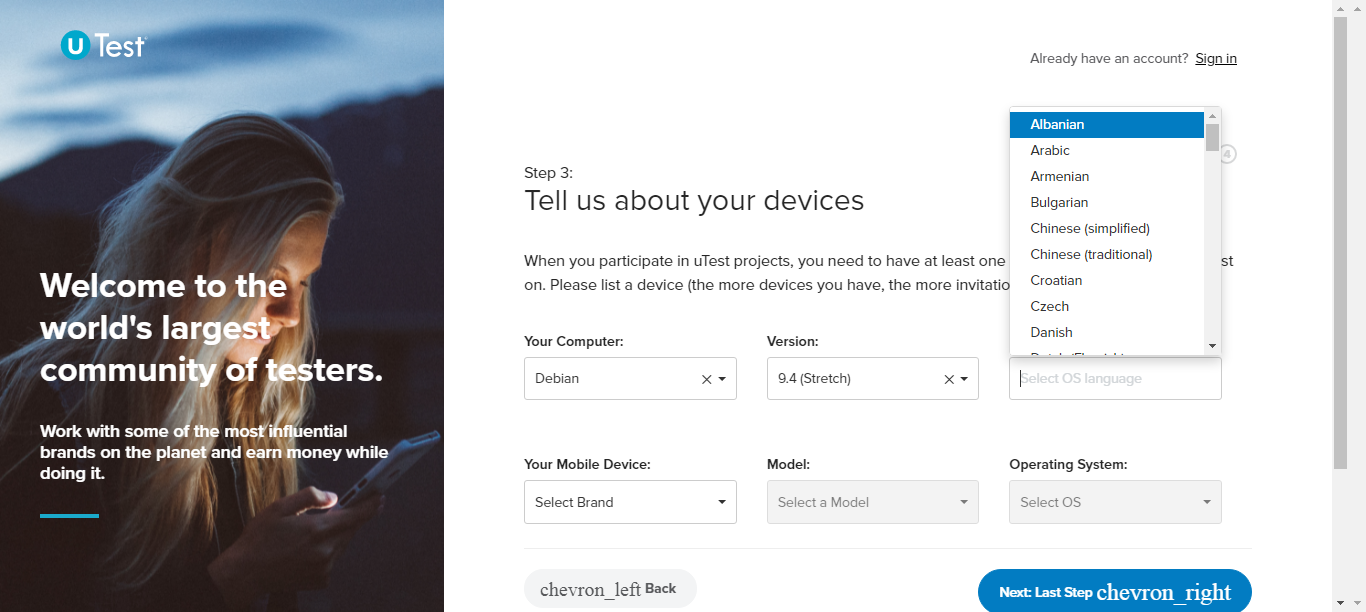 uTest
Welcome to the
world's largest
community of testers.
Work with some of the most influential
brands on the planet and earn money while
doing it.
Already have an account? Sign in
4
Step 3:
Tell us about your devices
When you participate in uTest projects, you need to have at least one
st
on. Please list a device (the more devices you have, the more
Albanian
Arabic
Armenian
Bulgarian
Chinese (simplified)
Chinese (traditional)
Croatian
Czech
Danish
Your Computer:
Version:
Debian
9.4 (Stretch)
Select OS language
Your Mobile Device:
Model:
Operating System:
Select Brand
Select a Model
Select OS
chevron_left Back
Next: Last Step chevron_right